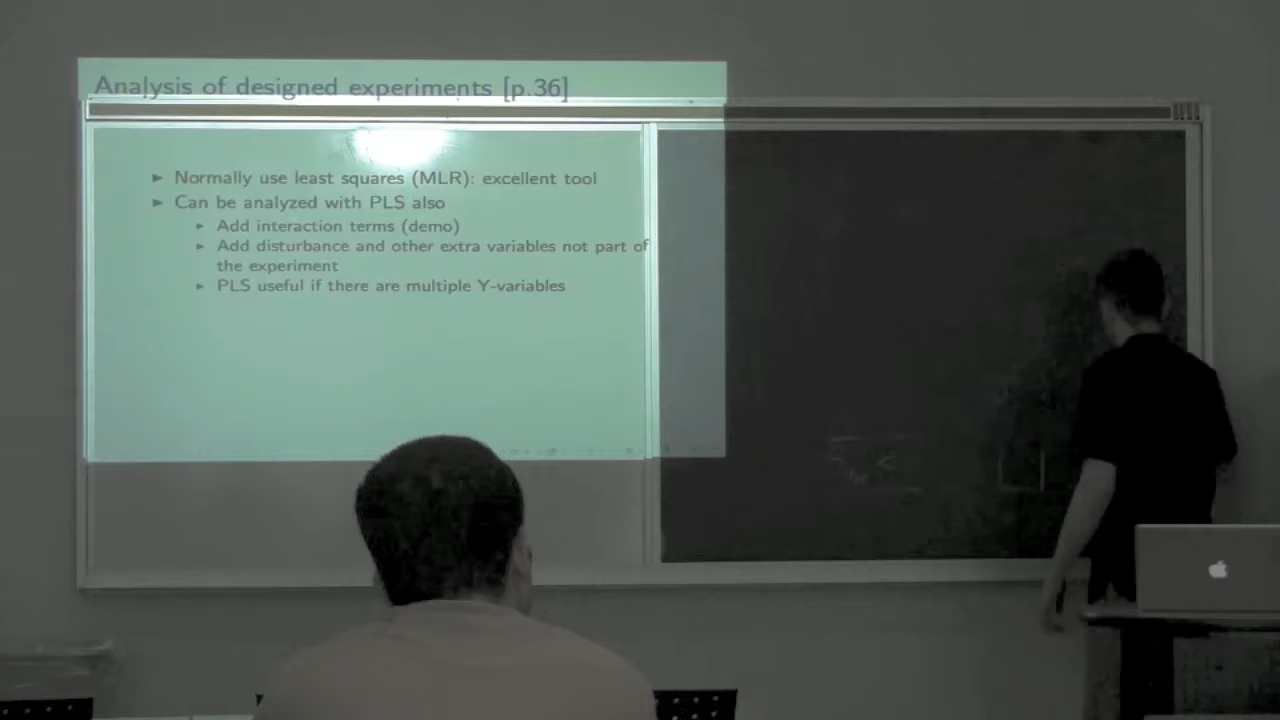 Analysis of designed experiments [p.36]
► Normally use least squares (MLR): excellent tool
► Can be analyzed with PLS also
► Add interaction terms (demo)
► Add disturbance and other extra variables not part of
the experiment
► PLS useful if there are multiple Y-variables